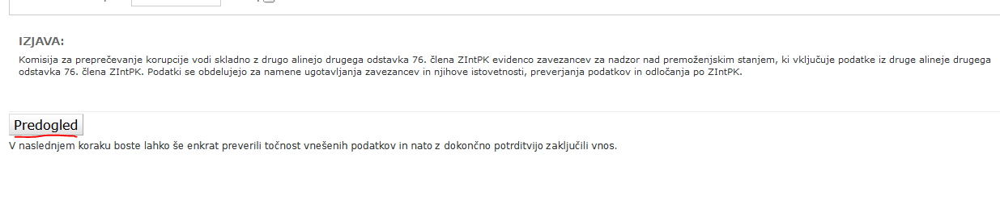 IZJAVA:
Komisija za preprečevanje korupcije vodi skladno z drugo alinejo drugega odstavka 76. člena ZIntPK evidenco zavezancev za nadzor nad premoženjskim stanjem, ki vključuje podatke iz druge alineje drugega
odstavka 76. člena ZIntPK. Podatki se obdelujejo za namene ugotavljanja zavezancev in njihove istovetnosti, preverjanja podatkov in odločanja po ZIntPK.
Predogled
V naslednjem koraku boste lahko še enkrat preverili točnost vnešenih podatkov in nato z dokončno potrditvijo zaključili vnos.